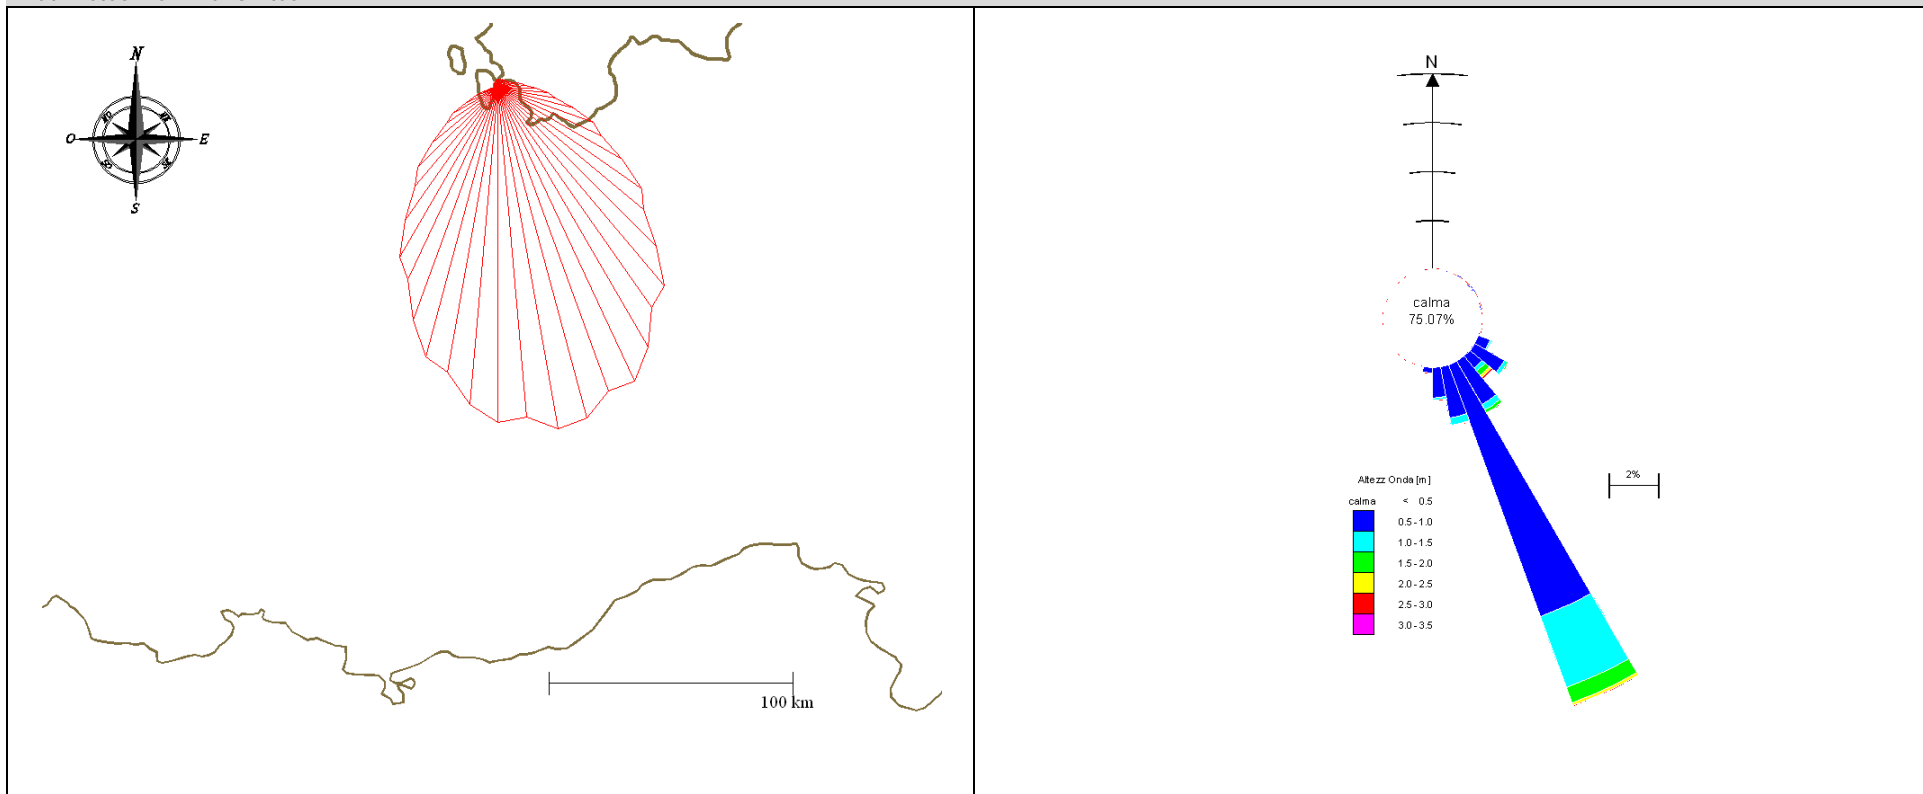 N
O
E
S
100 km
N
calma
75.07%
2%
Altezz Onda [m]
calma < 0.5
0.5-1.0
1.0-1.5
1.5-2.0
2.0-2.5
2.5-3.0
3.0-3.5